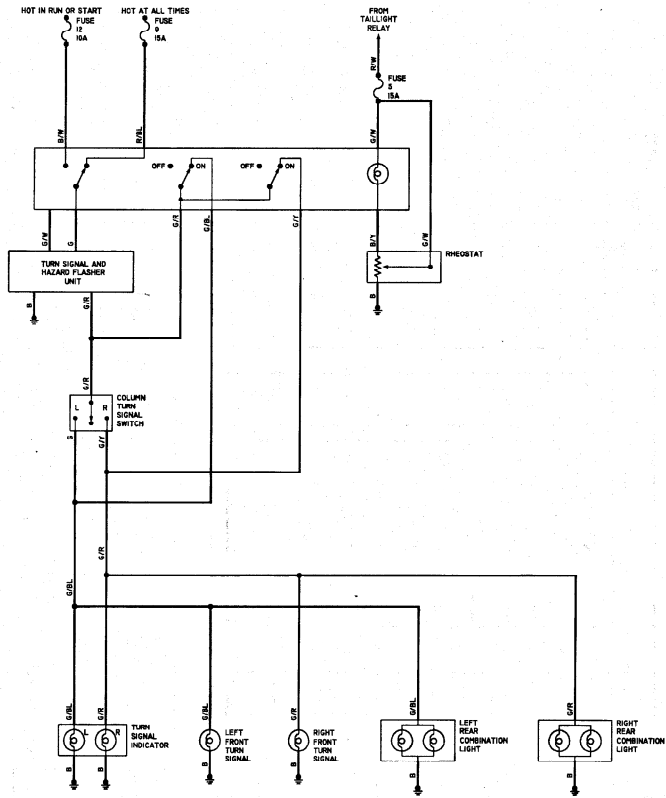 HOT IN RUN OR START
FUSE
12
10A
HCT AT ALL TIMES
FUSE
9
15A
FROM
TAILLIGHT
RELAY
R/W
FUSE
5
15A
B/W
R/BL
G/W
OFF
ON
OFF
ON
G/W
G
G/R
G/BL
G/Y
B/Y
G/W
RHEOSTAT
TURN SIGNAL AND
HAZARD FLASHER
UNIT
B
G/R
B
G/R
COLUMN
TURN
SIGNAL
SWITCH
L
R
G/Y
G/R
G/BL
G/BL
G/R
G/R
G/BL
G/R
G/BL
L
R
TURN
SIGNAL
INDICATOR
LEFT
FRONT
TURN
SIGNAL
RIGHT
FRONT
TURN
SIGNAL
LEFT
REAR
COMBINATION
LIGHT
RIGHT
REAR
COMBINATION
LIGHT
B
B
B
B
B
B